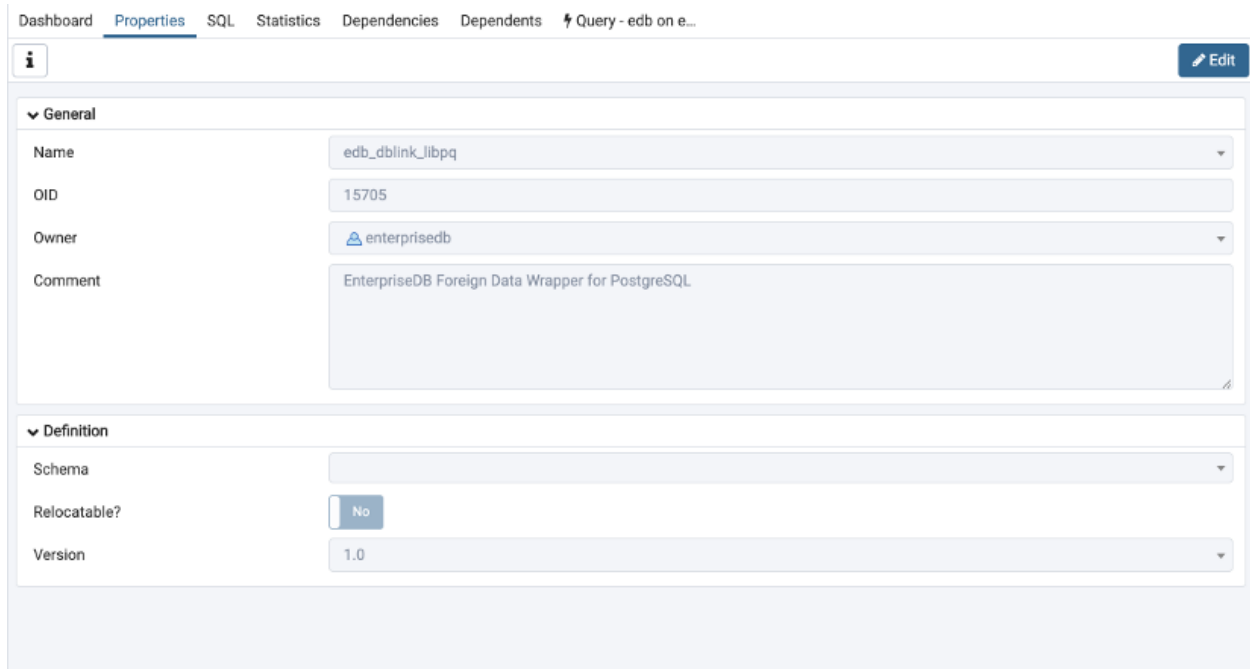 Dashboard Properties SQL Statistics Dependencies Dependents Query - edb on e...
i Edit
General
Name edb_dblink_libpq
OID 15705
Owner enterprisedb
Comment EnterpriseDB Foreign Data Wrapper for PostgreSQL
Definition
Schema
Relocatable? No
Version 1.0